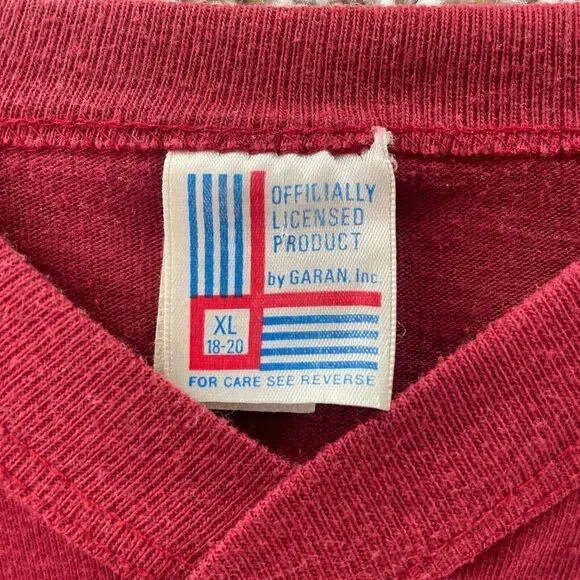 OFFICIALLY
LICENSED
PRODUCT
by GARAN, Inc.
XL
18-20
FOR CARE SEE REVERSE